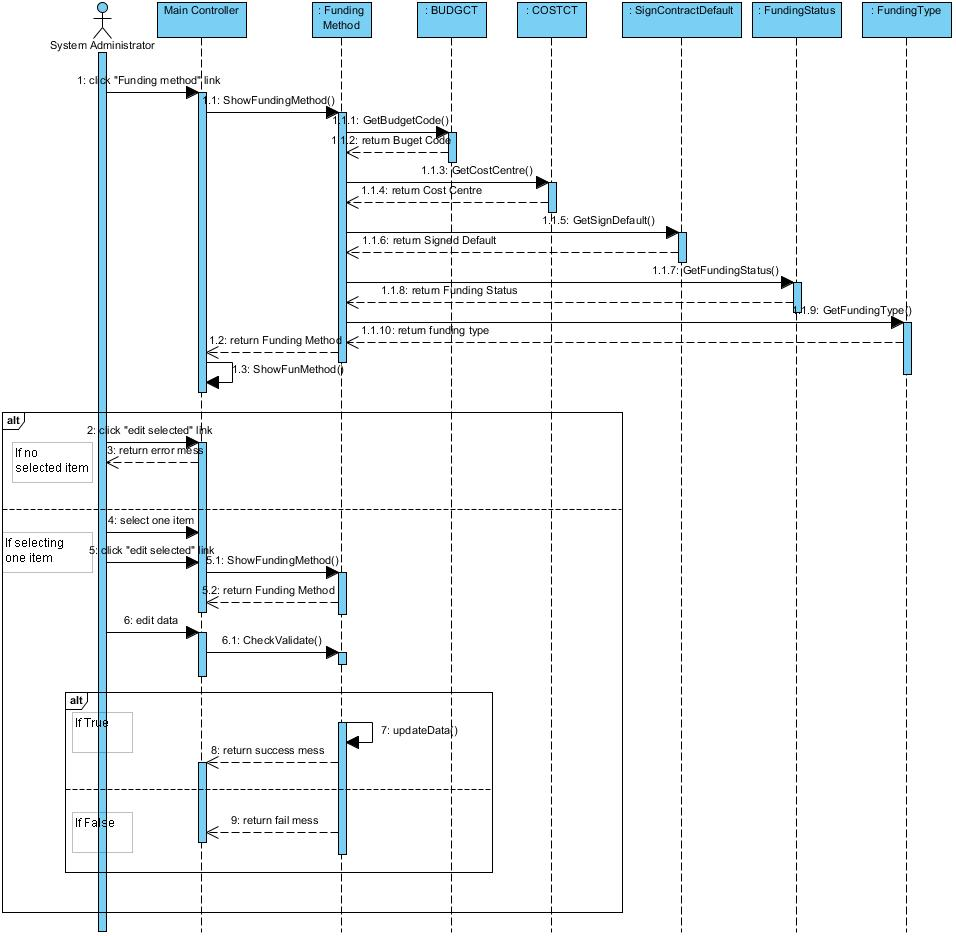 Main Controller
: Funding
Method
: BUDGCT
: COSTCT
: SignContractDefault
: FundingStatus
: FundingType
System Administrator
1: click "Funding method" link
1.1: ShowFundingMethod()
1.1.1: GetBudgetCode()
1.1.2: return Buget Code
1.1.3: GetCostCentre()
1.1.4: return Cost Centre
1.1.5: GetSignDefault()
1.1.6: return Signed Default
1.1.7: GetFundingStatus()
1.1.8: return Funding Status
1.1.9: GetFundingType()
1.1.10: return funding type
1.2: return Funding Method
1.3: ShowFunMethod()
alt
2: click "edit selected" link
If no
selected item
3: return error mess
4: select one item
If selecting
one item
5: click "edit selected" link
5.1: ShowFundingMethod()
5.2: return Funding Method
6: edit data
6.1: CheckValidate()
alt
If True
7: updateData()
8: return success mess
If False
9: return fail mess